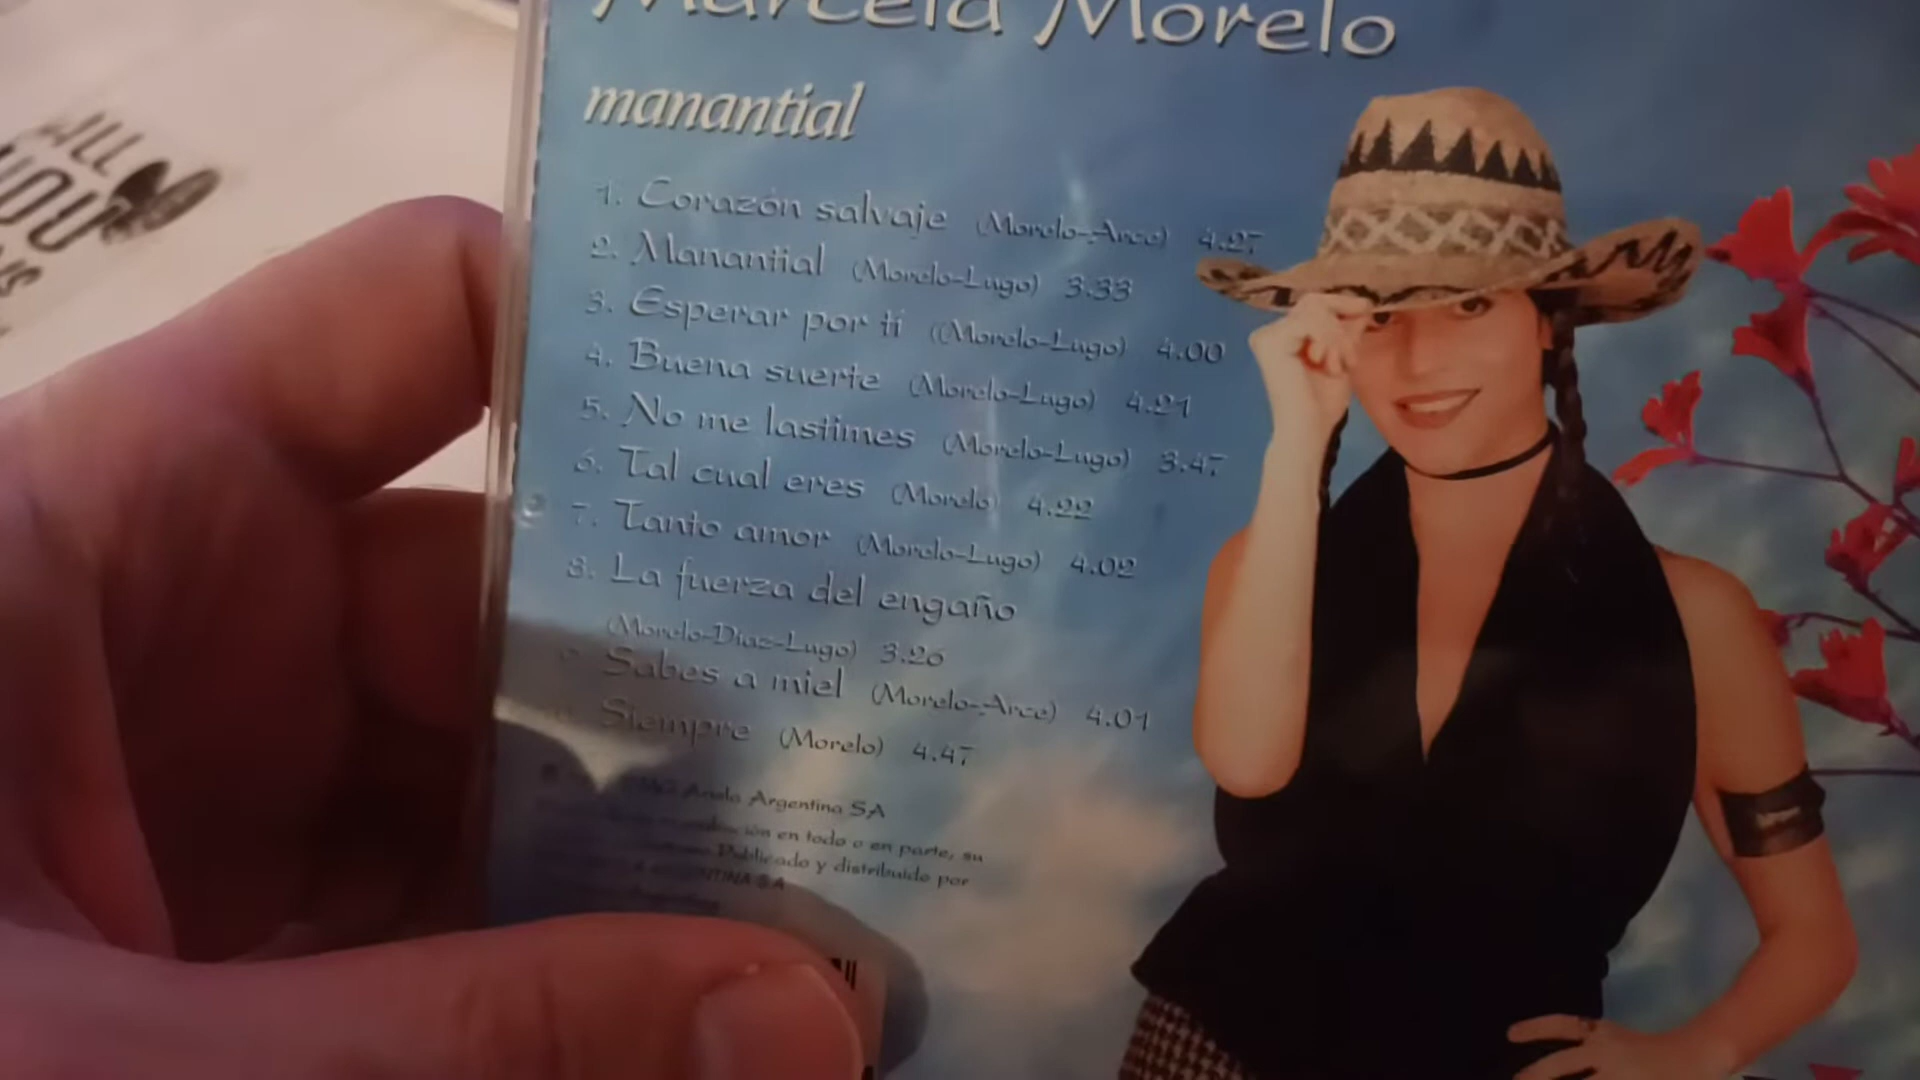 Marcela Morelo
manantial
1. Corazón salvaje (Morelo-Arce) 4.27
2. Manantial (Morelo-Lugo) 3.33
3. Esperar por ti ((Morelo-Lugo) 4.00
4. Buena suerte (Morelo-Lugo) 4.21
5. No me lastimes (Morelo-Lugo) 3.47
6. Tal cual eres (Morelo) 4.22
7. Tanto amor (Morelo-Lugo) 4.02
8. La fuerza del engaño
(Morelo-Diaz-Lugo) 3.26
Sabes a miel (Morelo-Arce) 4.01
Siempre (Morelo) 4.47
Ariola Argentina SA
en todo o en parte, su
Publicado y distribuido por
SA